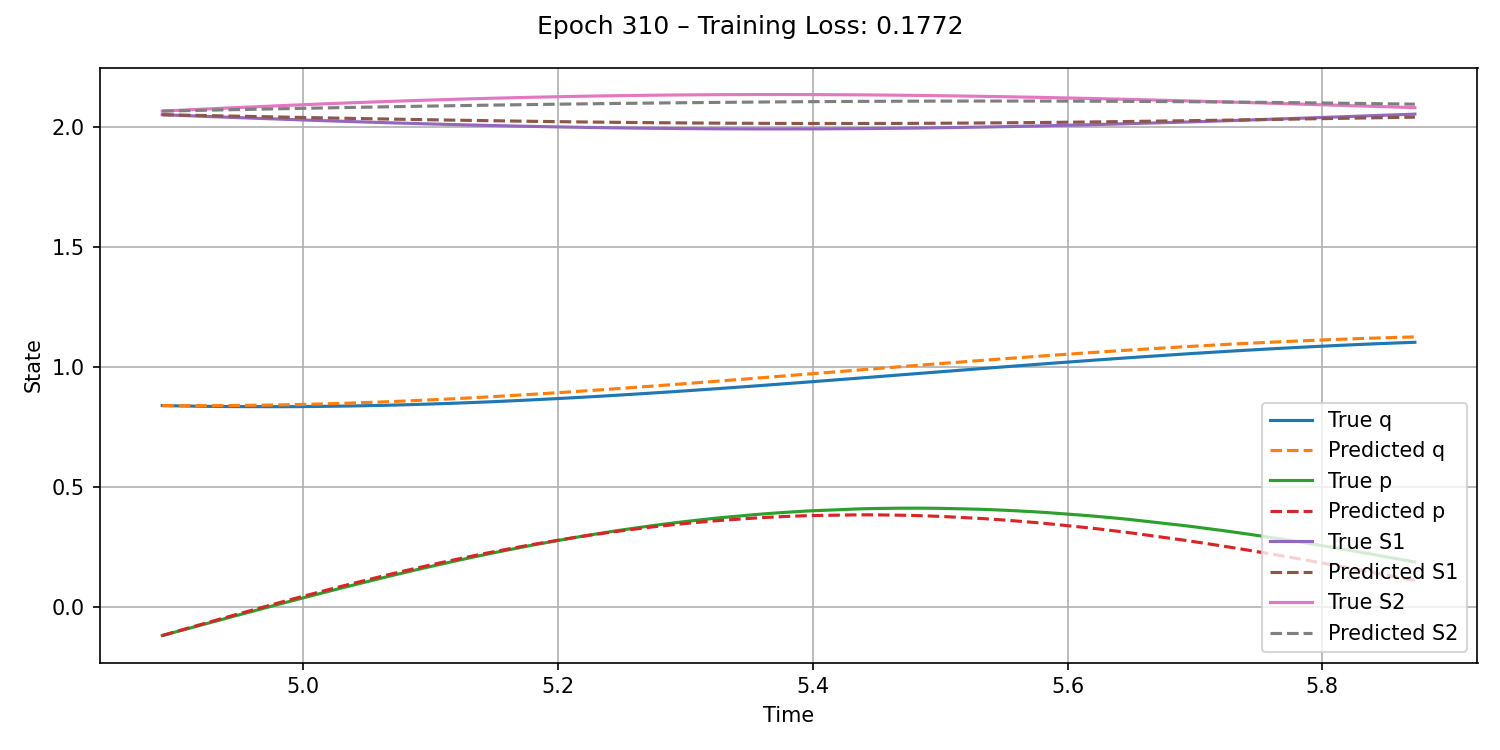 Epoch 310 – Training Loss: 0.1772
State
2.0
1.5
1.0
0.5
0.0
True q
Predicted q
True p
Predicted p
True S1
Predicted S1
True S2
Predicted S2
5.0 5.2 5.4 5.6 5.8
Time